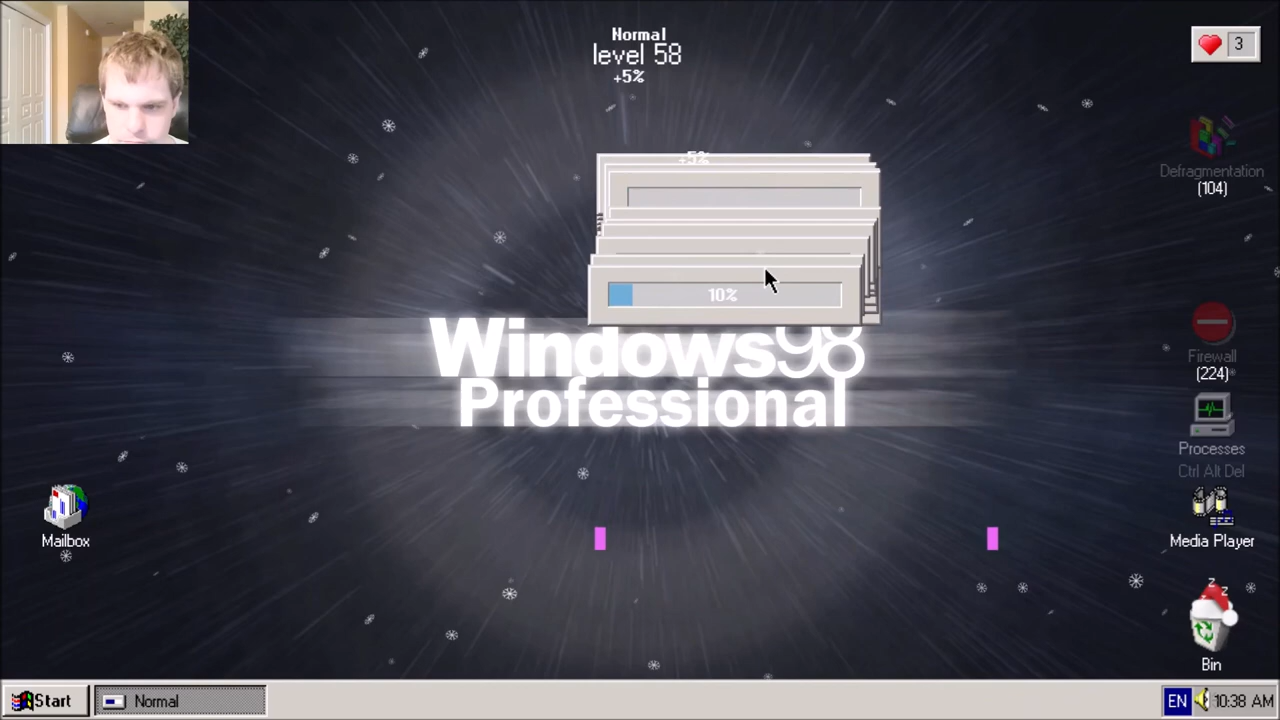 Normal
level 58
+5%
3
+5%
Defragmentation
(104)
10%
Windows98
Professional
Firewall
(224)
Processes
Ctrl Alt Del
Mailbox
Media Player
Bin
Start
Normal
EN
10:38 AM